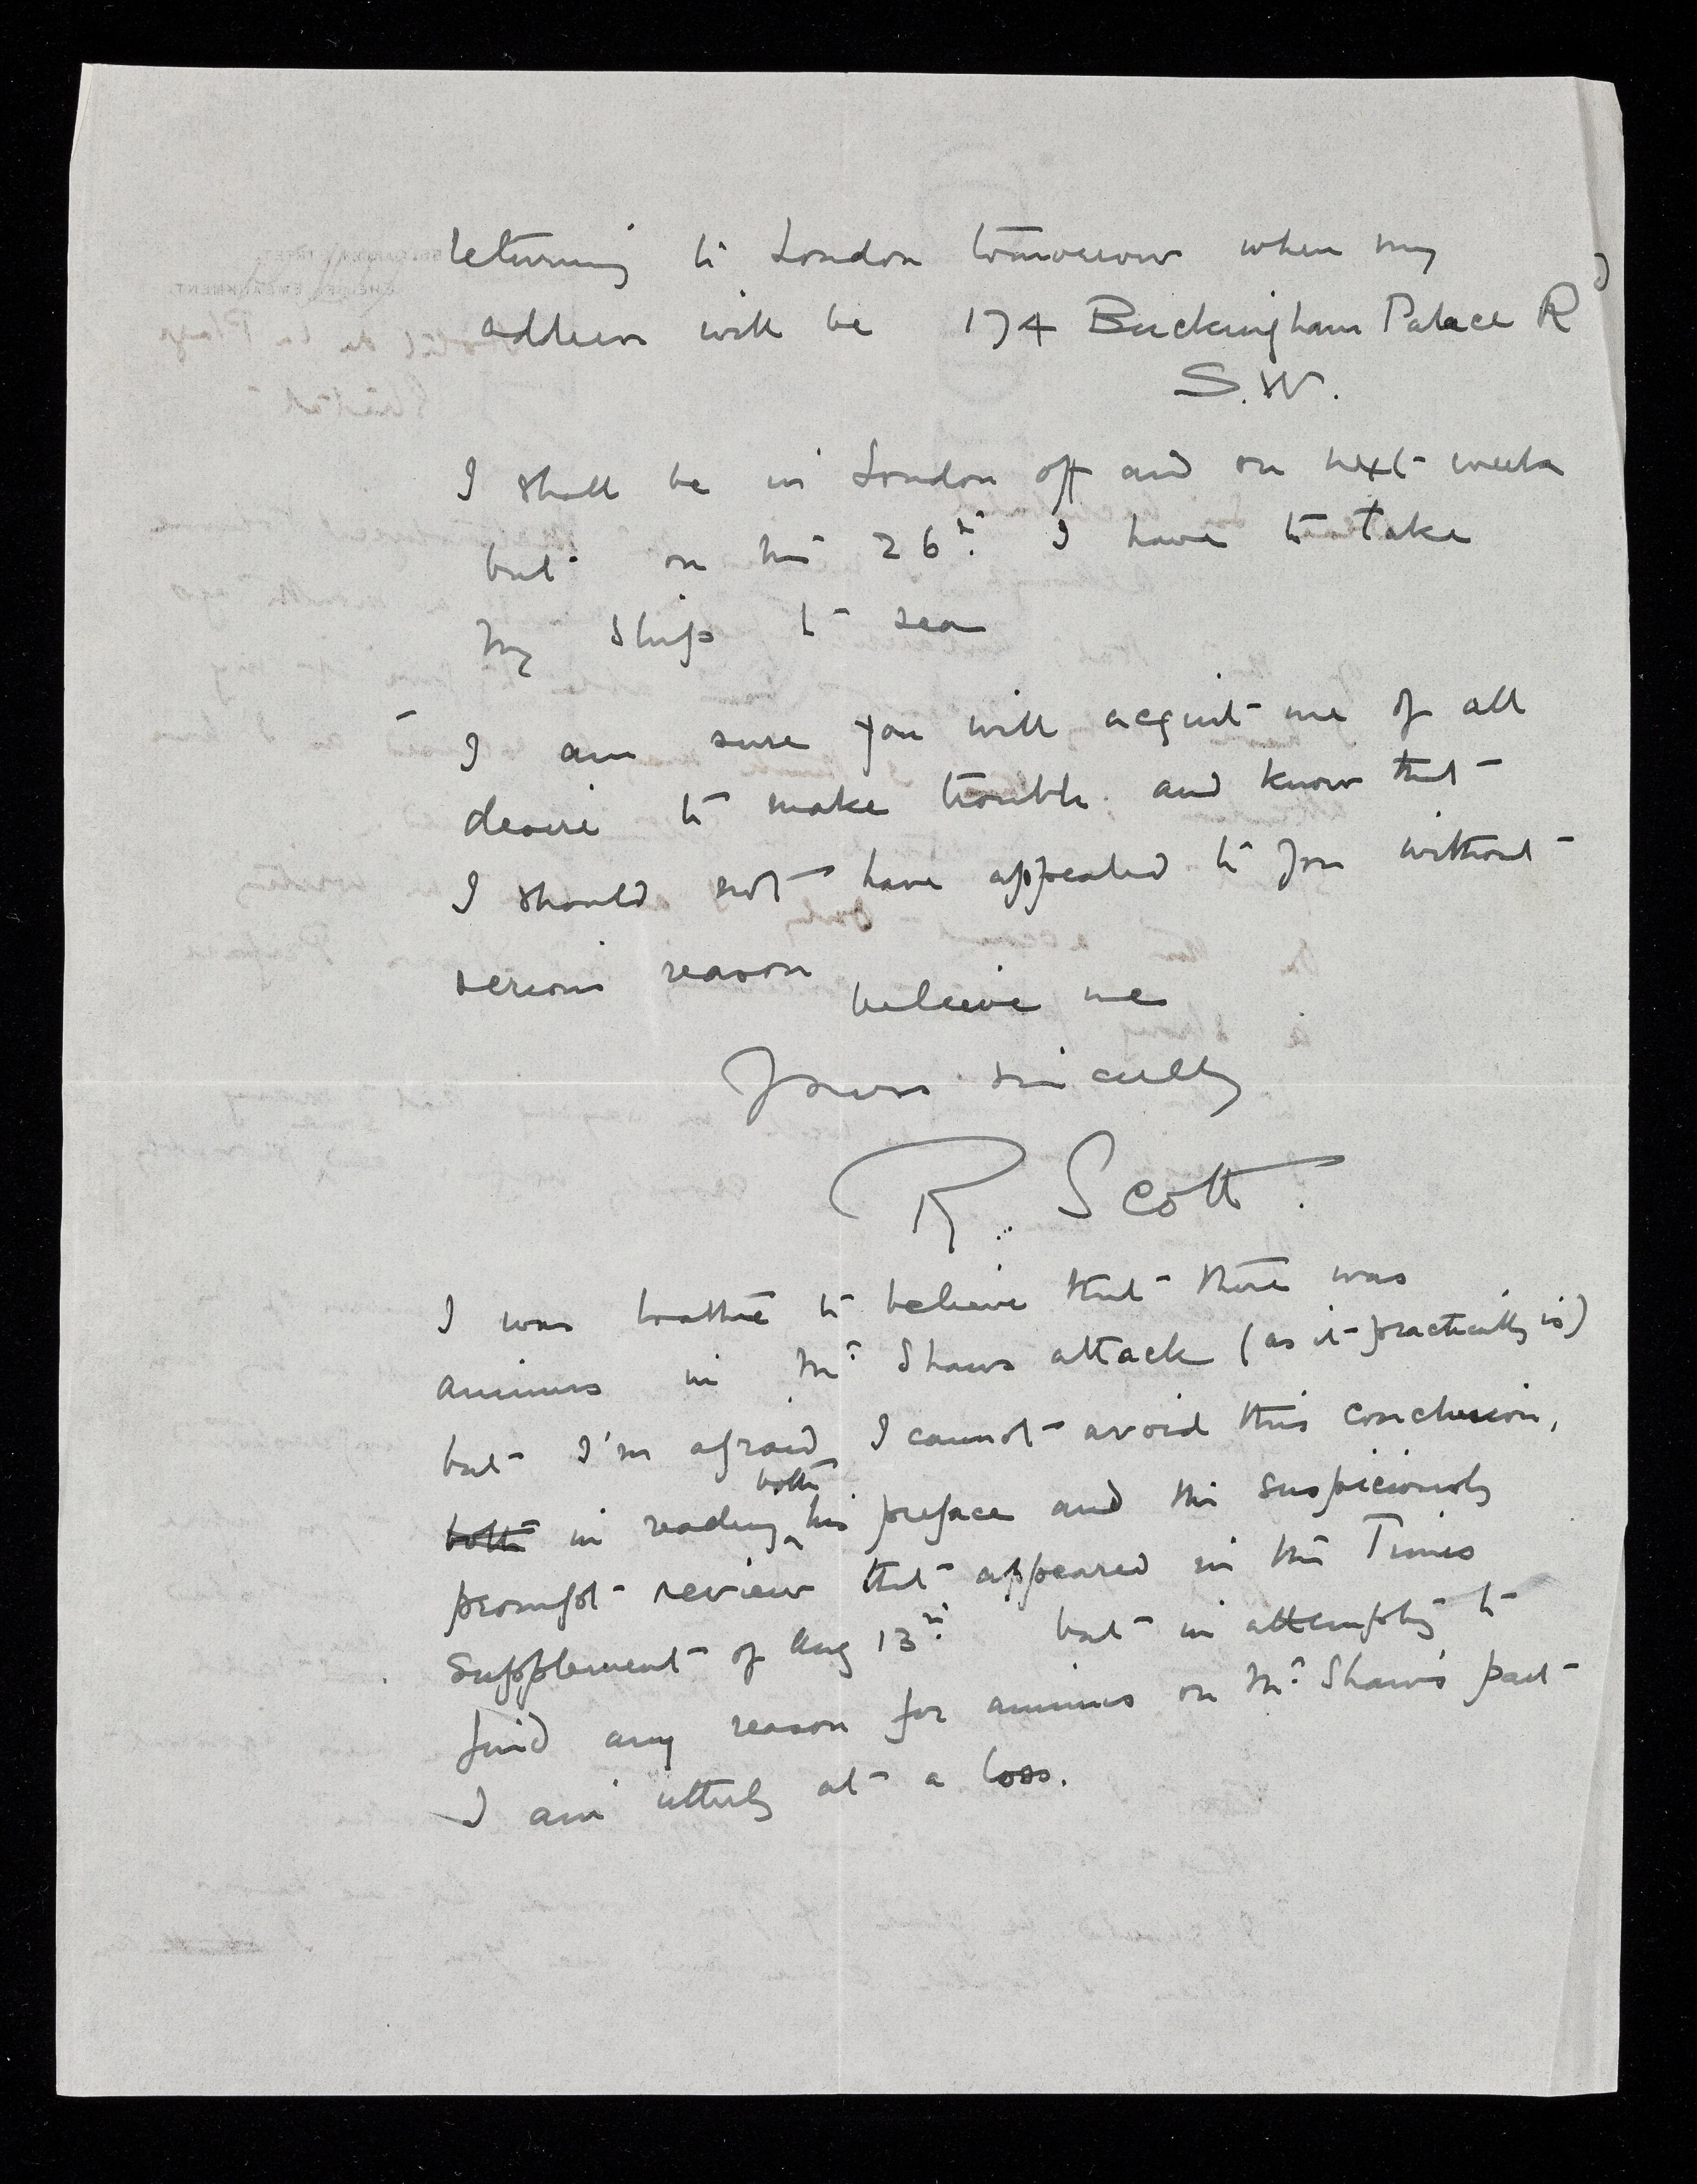 returning to London tomorrow when my
address will be 174 Buckingham Palace Rd
S.W.
I shall be in London off and on next week
but on the 26th. I have to take
my ship to sea
I am sure you will acquit me of all
desire to make trouble. and know that
I should not have appealed to you without
serious reason
believe me
Yours sincerely
R. Scott.
I was loathe to believe that there was
animus in Mr Shaws attack (as it practically is)
but I'm afraid I cannot avoid this conclusion,
both
both in reading his preface and the suspiciously
prompt review that appeared in the Times
Supplement of Aug 13th. but in attempting to
find any reason for animus on Mr Shaw's part
I am utterly at a loss.